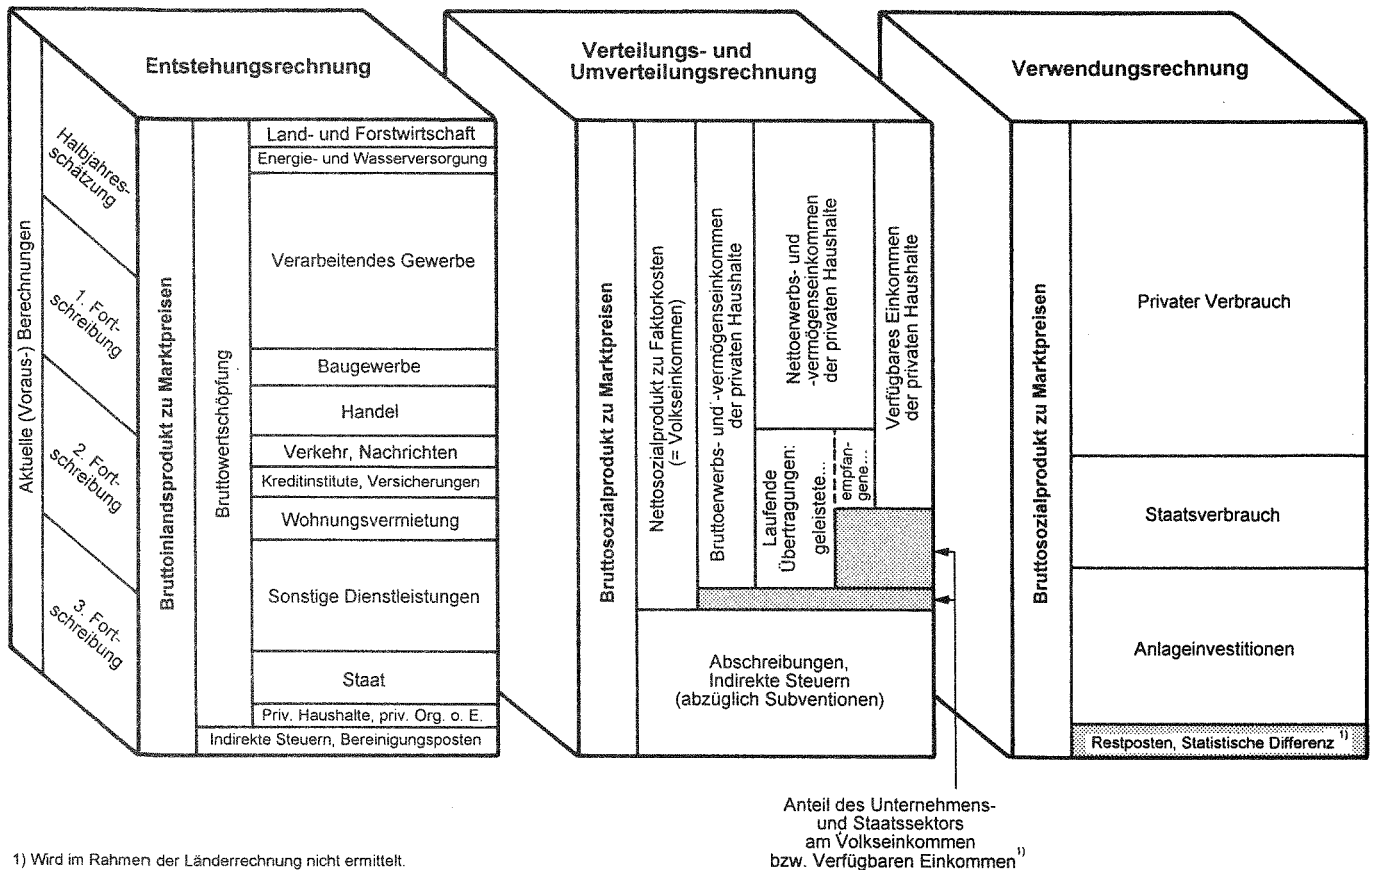 Entstehungsrechnung
Aktuelle (Voraus-) Berechnungen
Halbjahres-
schätzung
1. Fort-
schreibung
2. Fort-
schreibung
3. Fort-
schreibung
Bruttoinlandsprodukt zu Marktpreisen
Bruttowertschöpfung
Land- und Forstwirtschaft
Energie- und Wasserversorgung
Verarbeitendes Gewerbe
Baugewerbe
Handel
Verkehr, Nachrichten
Kreditinstitute, Versicherungen
Wohnungsvermietung
Sonstige Dienstleistungen
Staat
Priv. Haushalte, priv. Org. o. E.
Indirekte Steuern, Bereinigungsposten
Verteilungs- und
Umverteilungsrechnung
Bruttosozialprodukt zu Marktpreisen
Nettosozialprodukt zu Faktorkosten
(= Volkseinkommen)
Bruttoerwerbs- und -vermögenseinkommen
der privaten Haushalte
Nettoerwerbs- und
-vermögenseinkommen
der privaten Haushalte
Laufende
Übertragungen:
geleistete...
empfan-
gene...
Verfügbares Einkommen
der privaten Haushalte
Abschreibungen,
Indirekte Steuern
(abzüglich Subventionen)
Anteil des Unternehmens-
und Staatssektors
am Volkseinkommen
bzw. Verfügbaren Einkommen 1)
Verwendungsrechnung
Bruttosozialprodukt zu Marktpreisen
Privater Verbrauch
Staatsverbrauch
Anlageinvestitionen
Restposten, Statistische Differenz 1)
1) Wird im Rahmen der Länderrechnung nicht ermittelt.